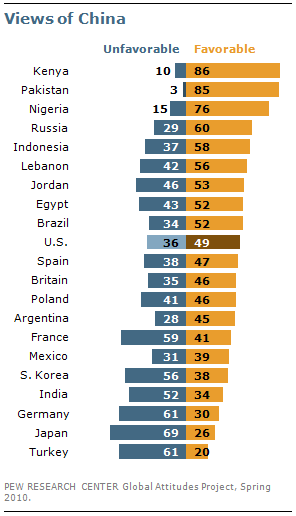 Views of China
Unfavorable Favorable
Kenya 10 86
Pakistan 3 85
Nigeria 15 76
Russia 29 60
Indonesia 37 58
Lebanon 42 56
Jordan 46 53
Egypt 43 52
Brazil 34 52
U.S. 36 49
Spain 38 47
Britain 35 46
Poland 41 46
Argentina 28 45
France 59 41
Mexico 31 39
S. Korea 56 38
India 52 34
Germany 61 30
Japan 69 26
Turkey 61 20
PEW RESEARCH CENTER Global Attitudes Project, Spring
2010.